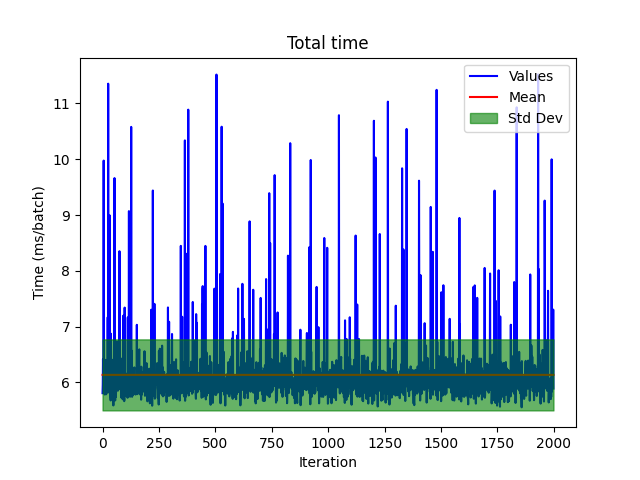 Total time
Time (ms/batch)
11
10
9
8
7
6
Values
Mean
Std Dev
0
250
500
750
1000
1250
1500
1750
2000
Iteration